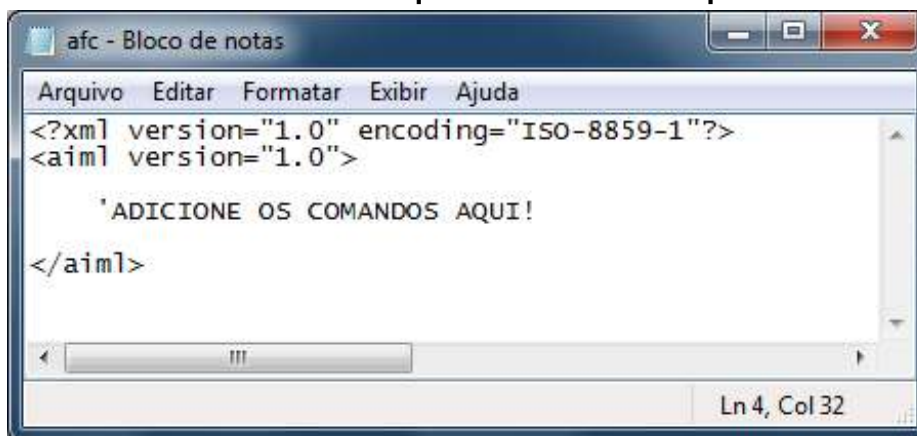 afc - Bloco de notas
Arquivo Editar Formatar Exibir Ajuda
<?xml version="1.0" encoding="ISO-8859-1"?>
<aiml version="1.0">
'ADICIONE OS COMANDOS AQUI!
</aiml>
Ln 4, Col 32